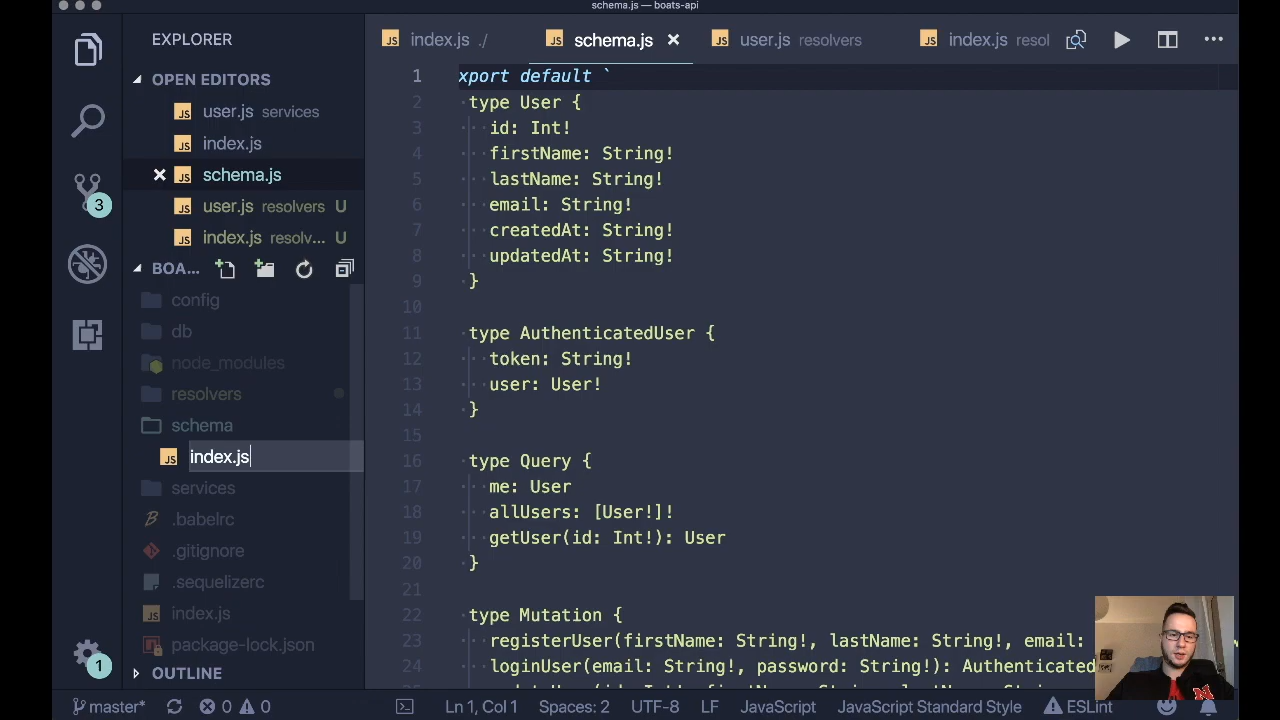 schema.js — boats-api
EXPLORER
index.js ./
schema.js
user.js resolvers
index.js resol
OPEN EDITORS
user.js services
index.js
schema.js
user.js resolvers U
index.js resolv... U
BOA...
config
db
node_modules
resolvers
schema
index.js
services
.babelrc
.gitignore
.sequelizerc
index.js
package-lock.json
OUTLINE
3
1
1 xport default `
2 type User {
3 id: Int!
4 firstName: String!
5 lastName: String!
6 email: String!
7 createdAt: String!
8 updatedAt: String!
9 }
10
11 type AuthenticatedUser {
12 token: String!
13 user: User!
14 }
15
16 type Query {
17 me: User
18 allUsers: [User!]!
19 getUser(id: Int!): User
20 }
21
22 type Mutation {
23 registerUser(firstName: String!, lastName: String!, email:
24 loginUser(email: String!, password: String!): Authenticated
master* 0 0 Ln 1, Col 1 Spaces: 2 UTF-8 LF JavaScript JavaScript Standard Style ESLint